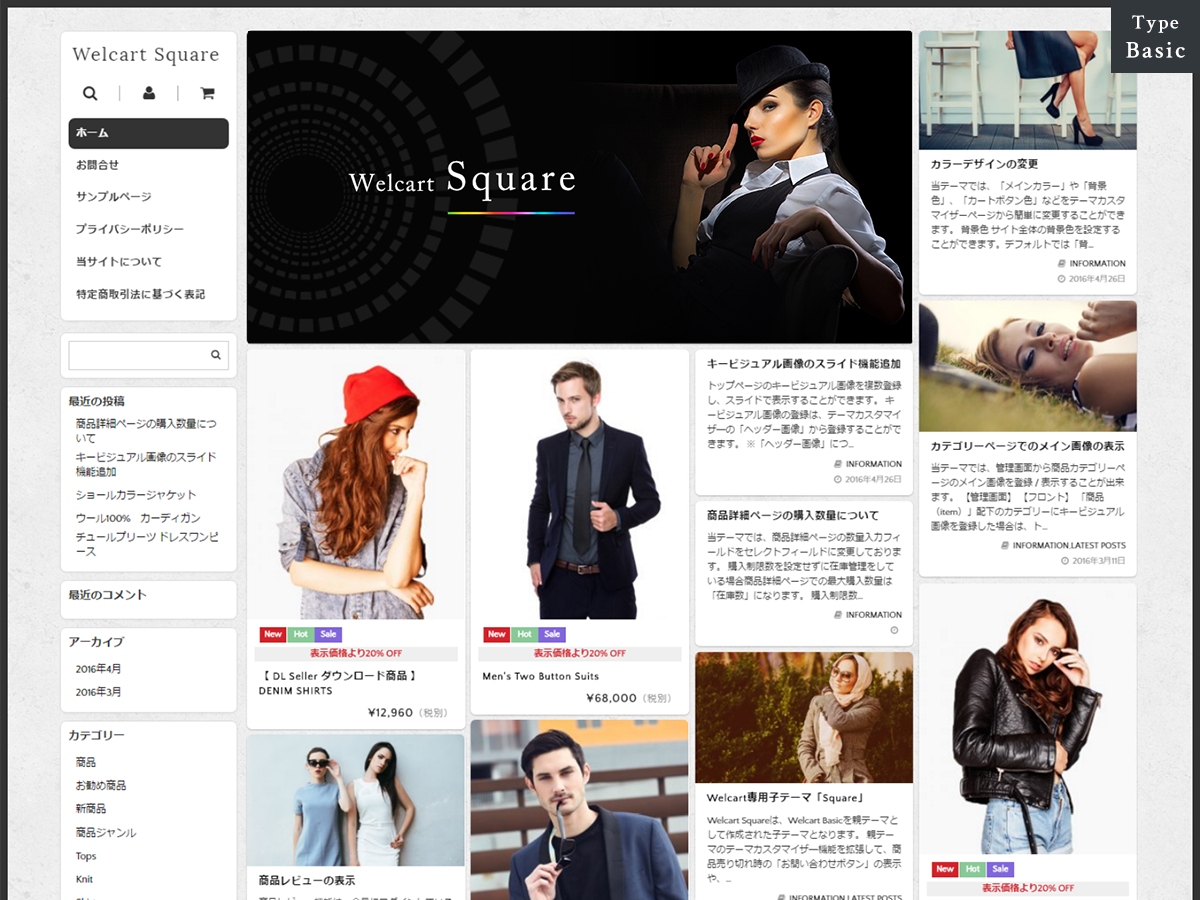 Type
Basic
Welcart Square
ホーム
お問合せ
サンプルページ
プライバシーポリシー
当サイトについて
特定商取引法に基づく表記
最近の投稿
商品詳細ページの購入数量につ
いて
キービジュアル画像のスライド
機能追加
ショールカラージャケット
ウール100% カーディガン
チュールプリーツ ドレスワンピ
ース
最近のコメント
アーカイブ
2016年4月
2016年3月
カテゴリー
商品
お勧め商品
新商品
商品ジャンル
Tops
Knit
Welcart Square
New Hot Sale
表示価格より20% OFF
【 DL Seller ダウンロード商品 】
DENIM SHIRTS
¥12,960（税別）
商品レビューの表示
New Hot Sale
表示価格より20% OFF
Men's Two Button Suits
¥68,000（税別）
キービジュアル画像のスライド機能追加
トップページのキービジュアル画像を複数登録
し、スライドで表示することができます。 キ
ービジュアル画像の登録は、テーマカスタマイ
ザーの「ヘッダー画像」から登録することがで
きます。 ※「ヘッダー画像」につ...
INFORMATION
2016年4月26日
商品詳細ページの購入数量について
当テーマでは、商品詳細ページの数量入力フィ
ールドをセレクトフィールドに変更しておりま
す。 購入制限数を設定せずに在庫管理をして
いる場合商品詳細ページでの最大購入数量は
「在庫数」になります。 購入制限数...
INFORMATION
Welcart専用子テーマ「Square」
Welcart Squareは、Welcart Basicを親テーマと
して作成された子テーマとなります。 親テー
マのテーマカスタマイザー機能を拡張して、商
品売り切れ時の「お問い合わせボタン」の表示
や、...
INFORMATION,LATEST POSTS
カラーデザインの変更
当テーマでは、「メインカラー」や「背景
色」、「カートボタン色」などをテーマカスタ
マイザーページから簡単に変更することができ
ます。 背景色 サイト全体の背景色を設定する
ことができます。デフォルトでは「背...
INFORMATION
2016年4月26日
カテゴリーページでのメイン画像の表示
当テーマでは、管理画面から商品カテゴリーペ
ージのメイン画像を登録 / 表示することが出来
ます。 【管理画面】 【フロント】 「商品
（item）」配下のカテゴリーにキービジュアル
画像を登録した場合は、ト...
INFORMATION,LATEST POSTS
2016年3月11日
New Hot Sale
表示価格より20% OFF